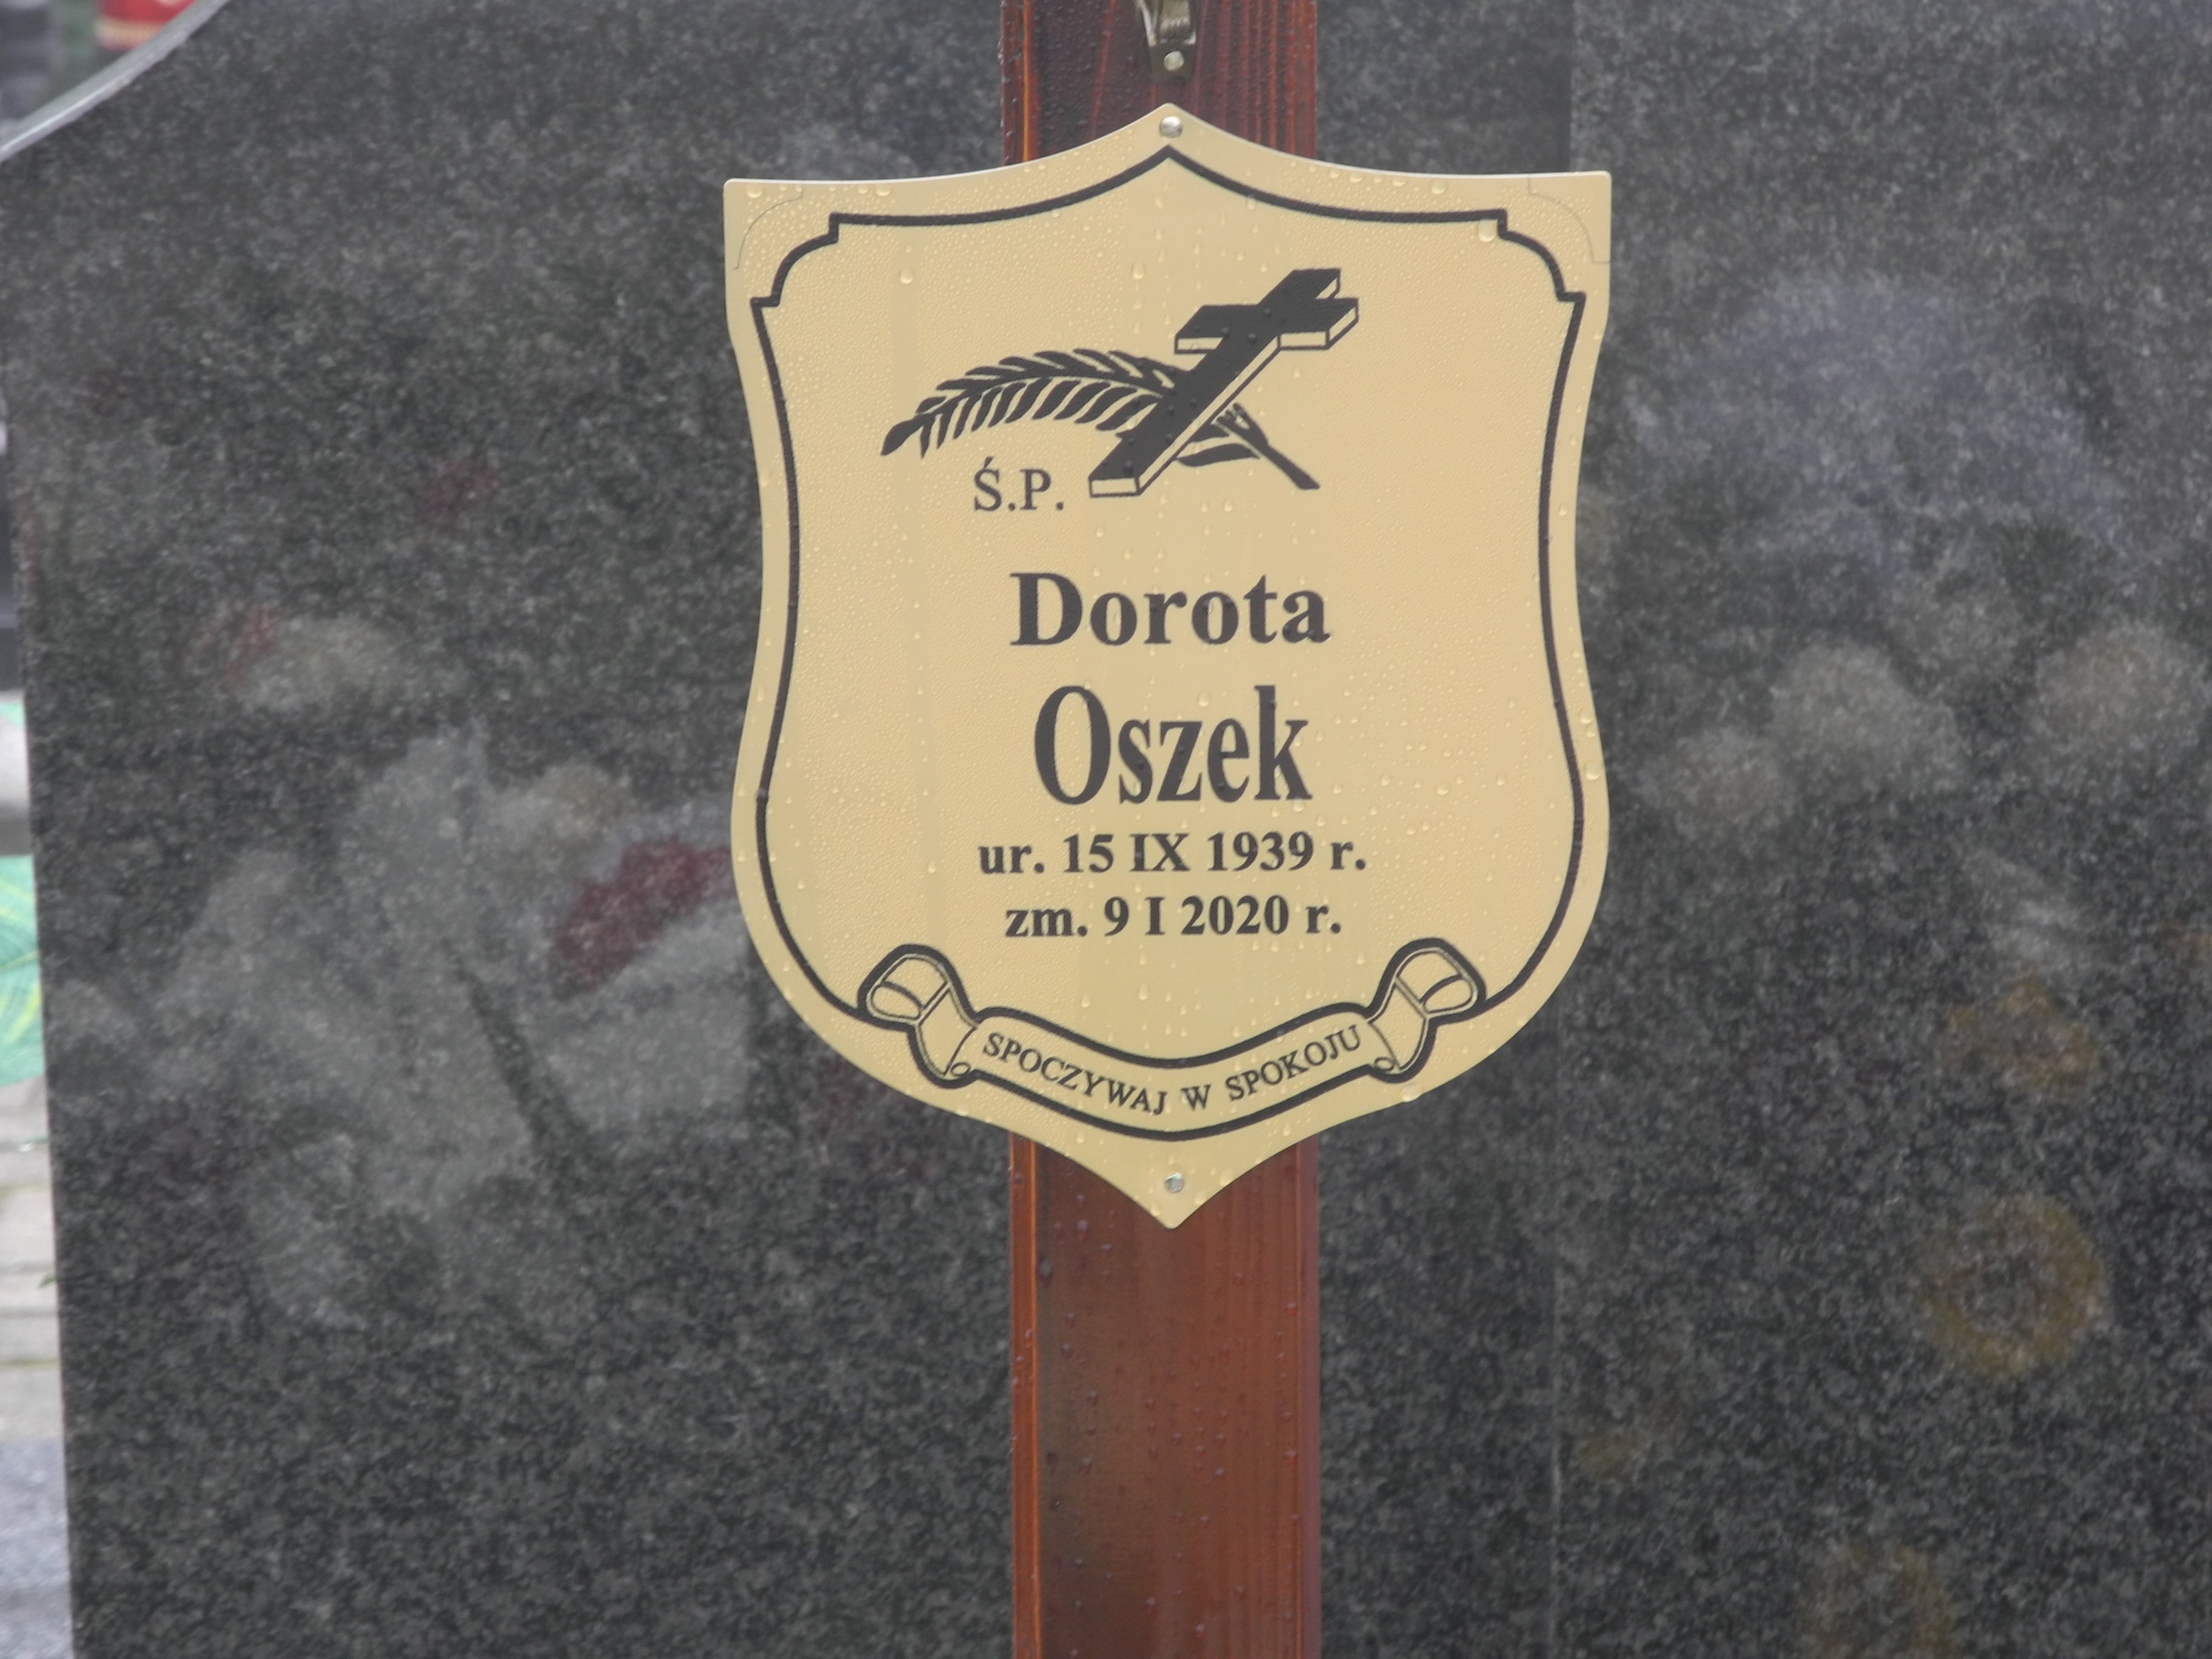 Ś.P.
Dorota
Oszek
ur. 15 IX 1939 r.
zm. 9 I 2020 r.
SPOCZYWAJ W SPOKOJU